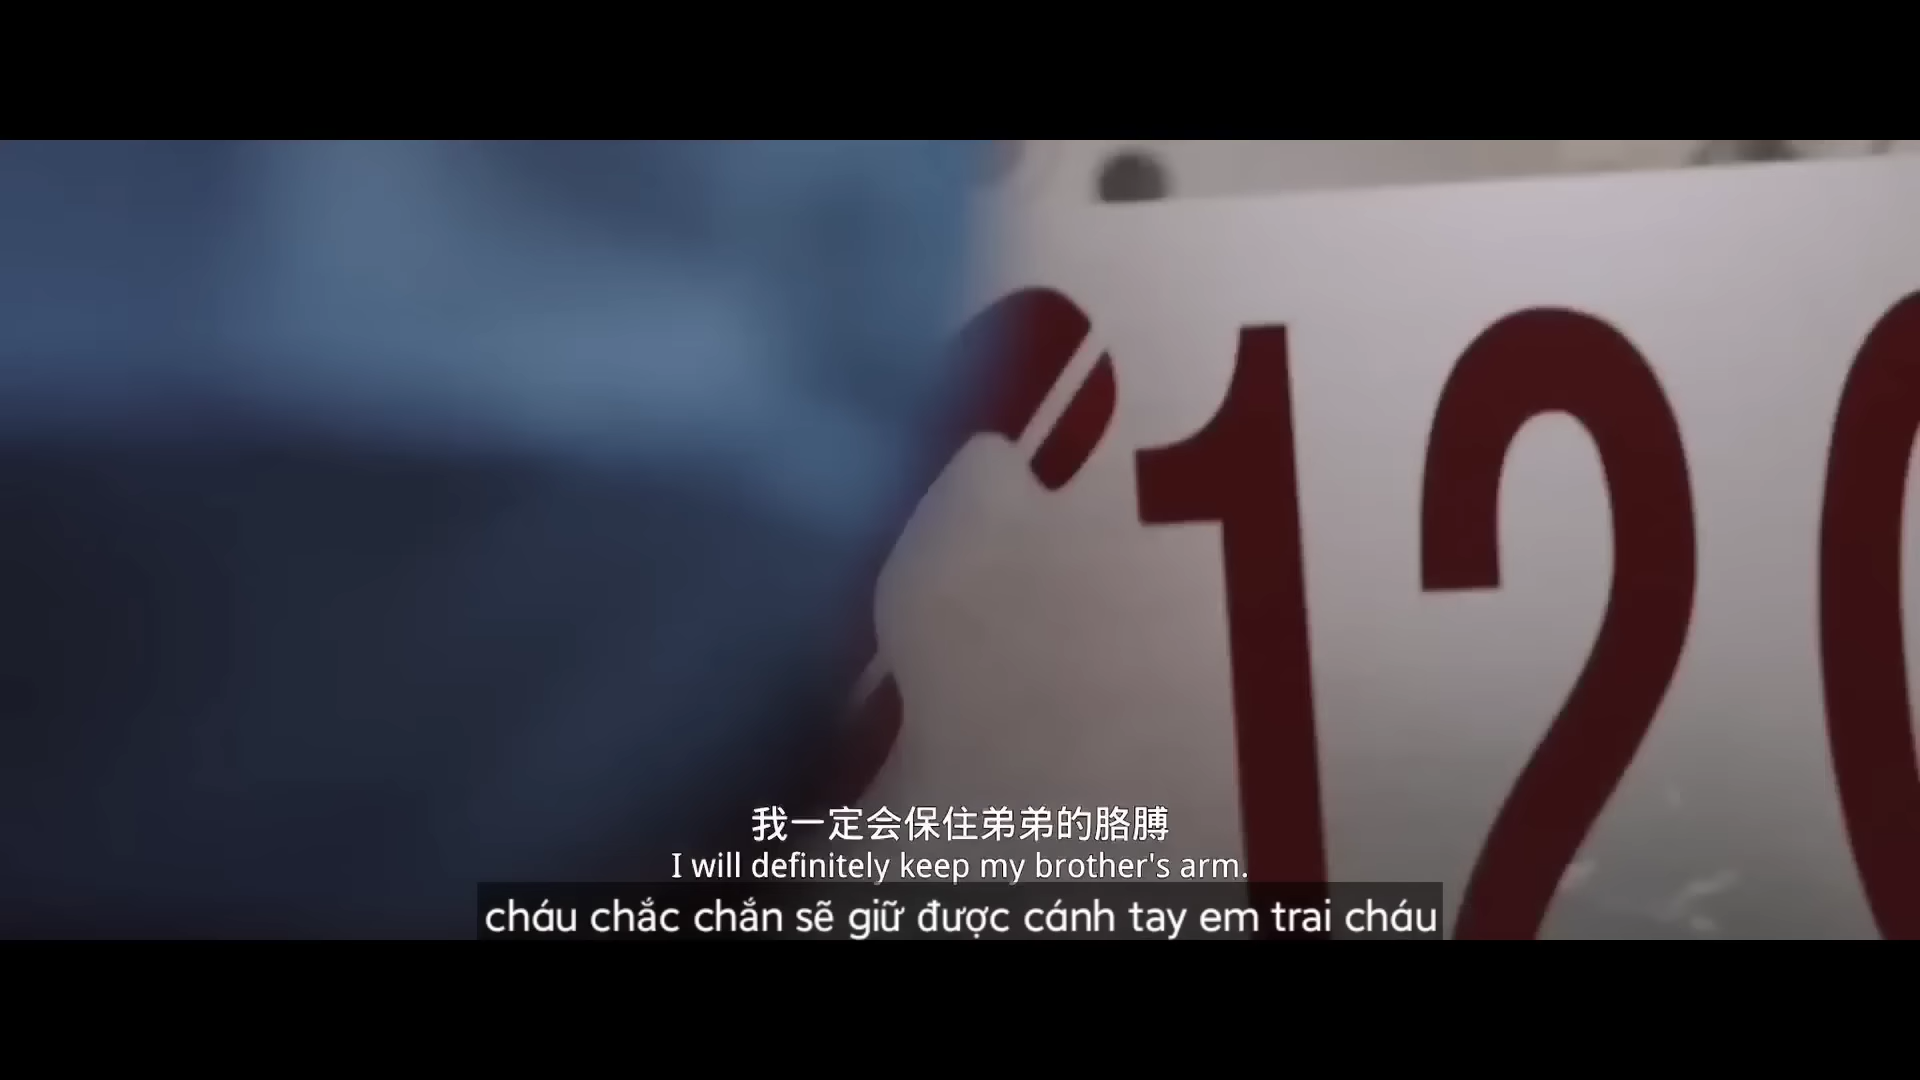 120
我一定会保住弟弟的胳膊
I will definitely keep my brother's arm.
cháu chắc chắn sẽ giữ được cánh tay em trai cháu